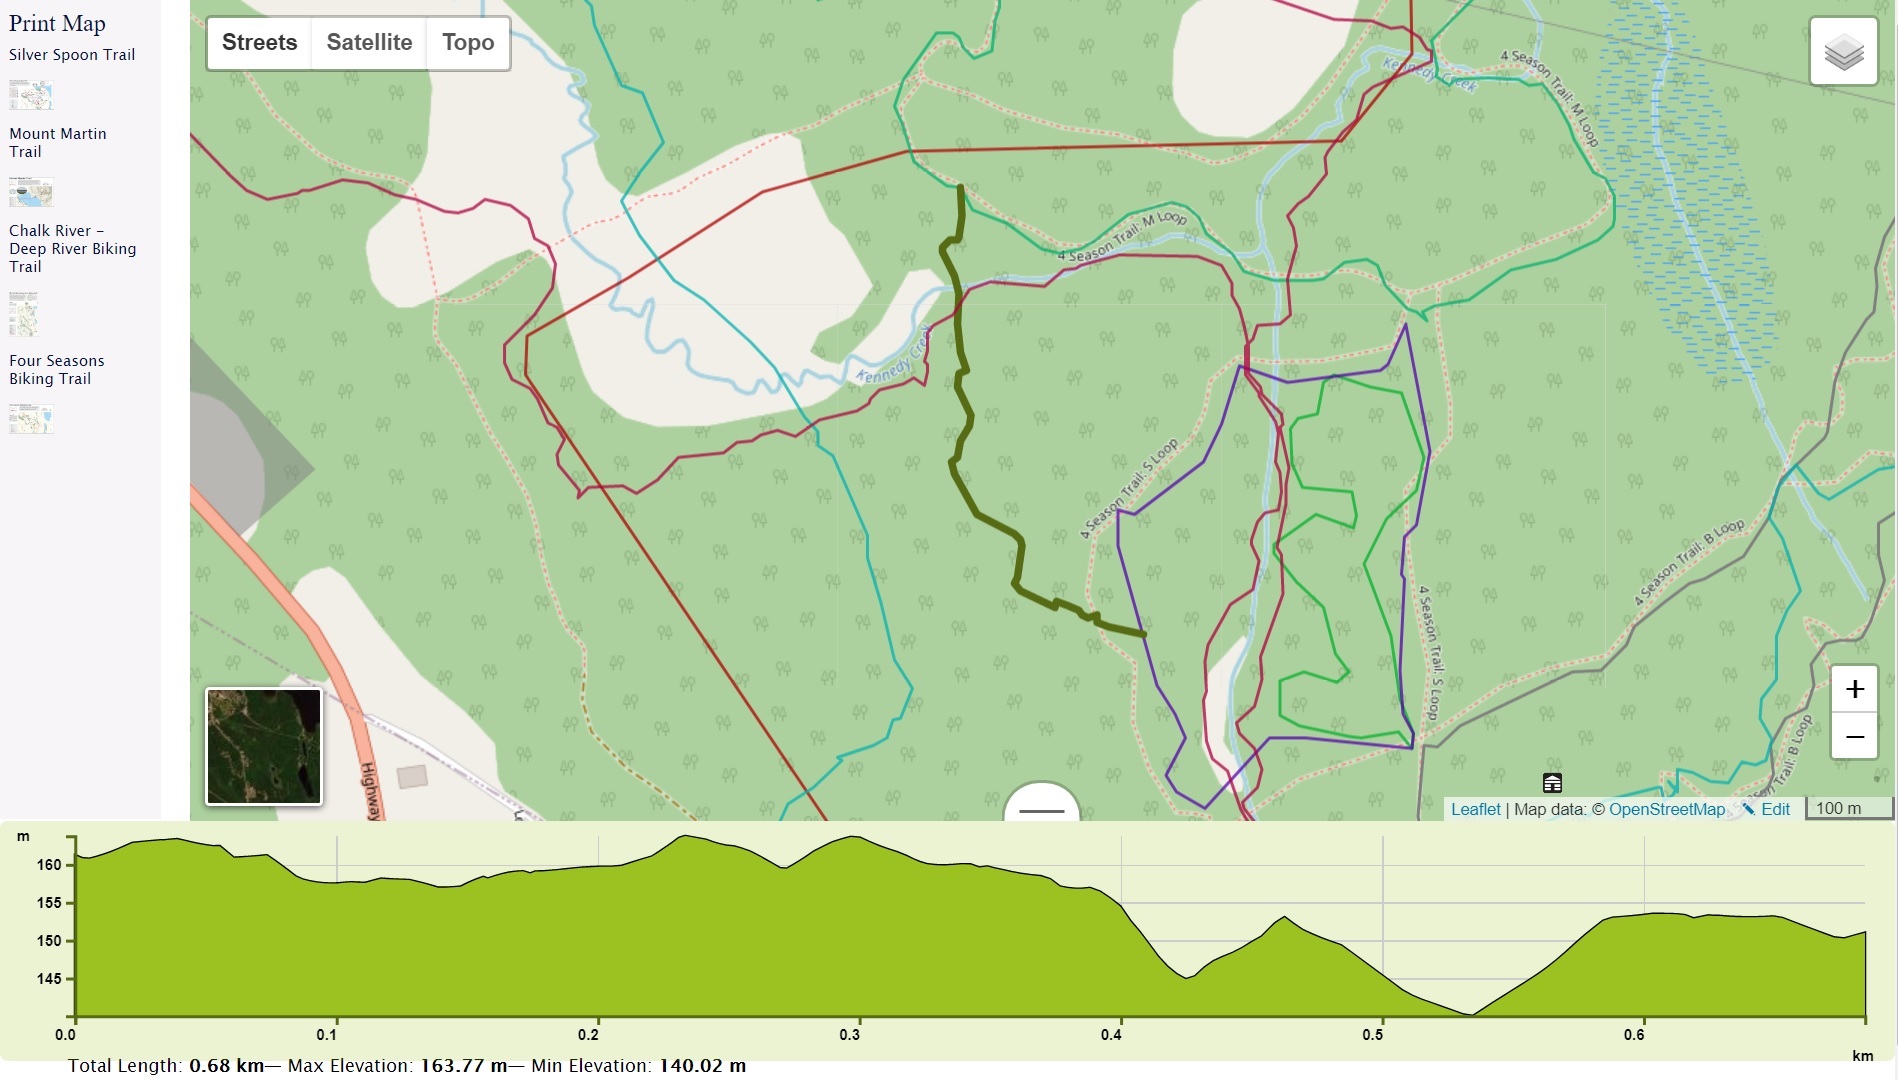 Print Map
Silver Spoon Trail
Mount Martin
Trail
Chalk River –
Deep River Biking
Trail
Four Seasons
Biking Trail
Streets
Satellite
Topo
Kennedy Creek
4 Season Trail: M Loop
4 Season Trail: M Loop
Kennedy Creek
4 Season Trail: S Loop
4 Season Trail: B Loop
4 Season Trail: S Loop
Highway
+
−
Leaflet | Map data: © OpenStreetMap Edit
100 m
m
160
155
150
145
0.0
0.1
0.2
0.3
0.4
0.5
0.6
km
Total Length: 0.68 km— Max Elevation: 163.77 m— Min Elevation: 140.02 m